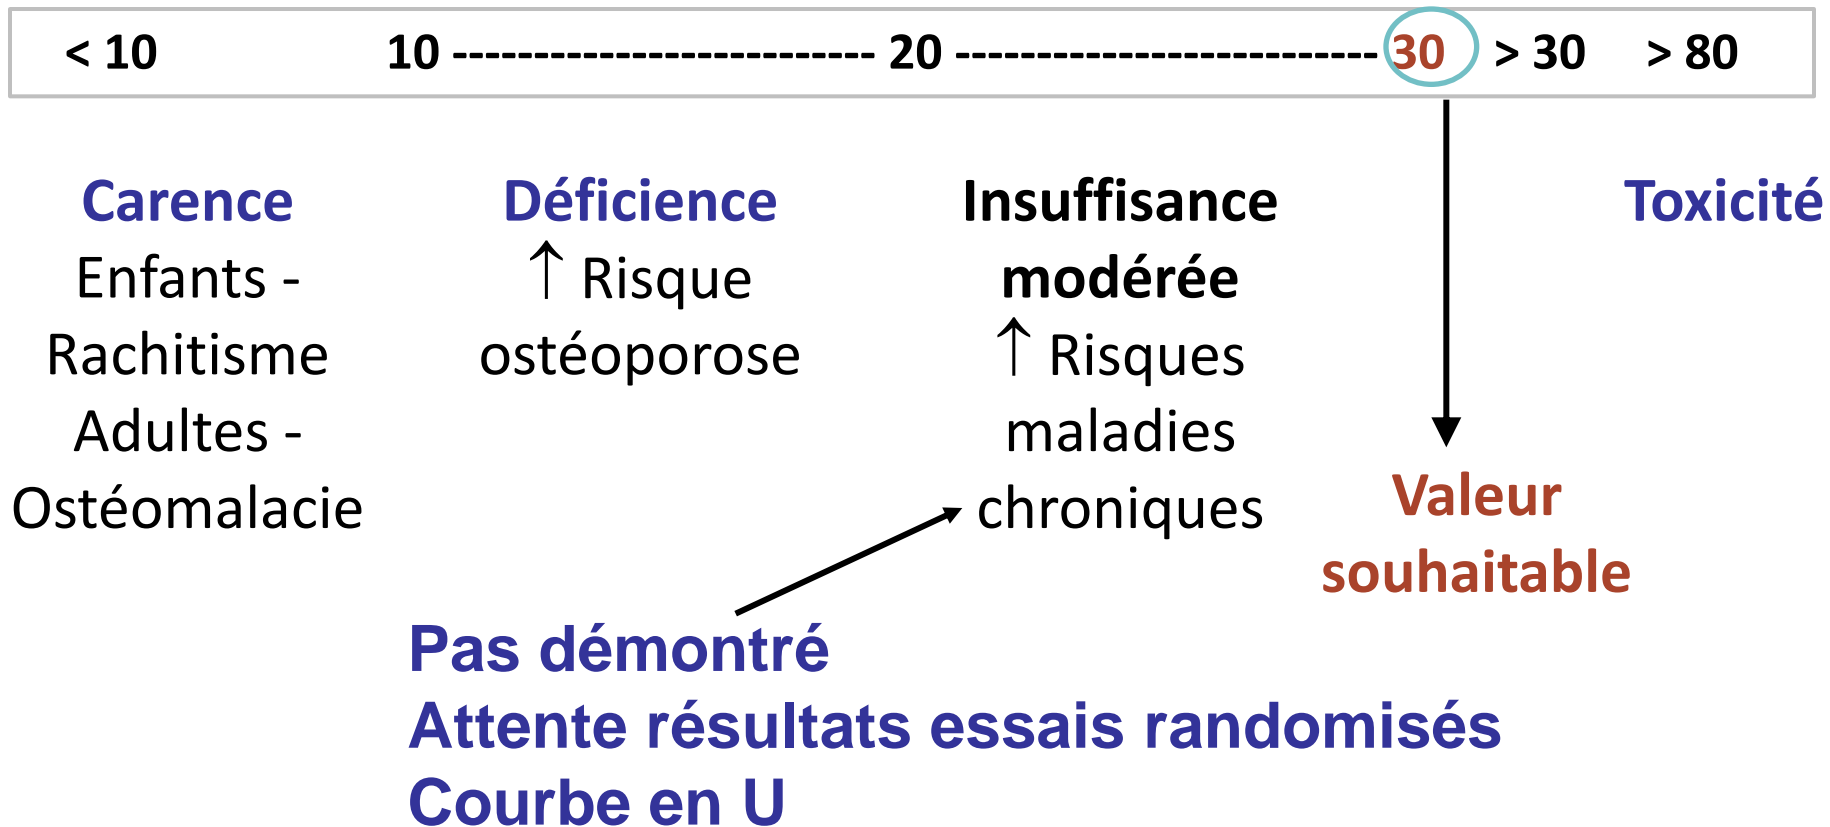 < 10 10 -------------------------- 20 -------------------------- 30 > 30 > 80
Carence
Enfants -
Rachitisme
Adultes -
Ostéomalacie
Déficience
↑ Risque
ostéoporose
Insuffisance
modérée
↑ Risques
maladies
chroniques
Valeur
souhaitable
Toxicité
Pas démontré
Attente résultats essais randomisés
Courbe en U